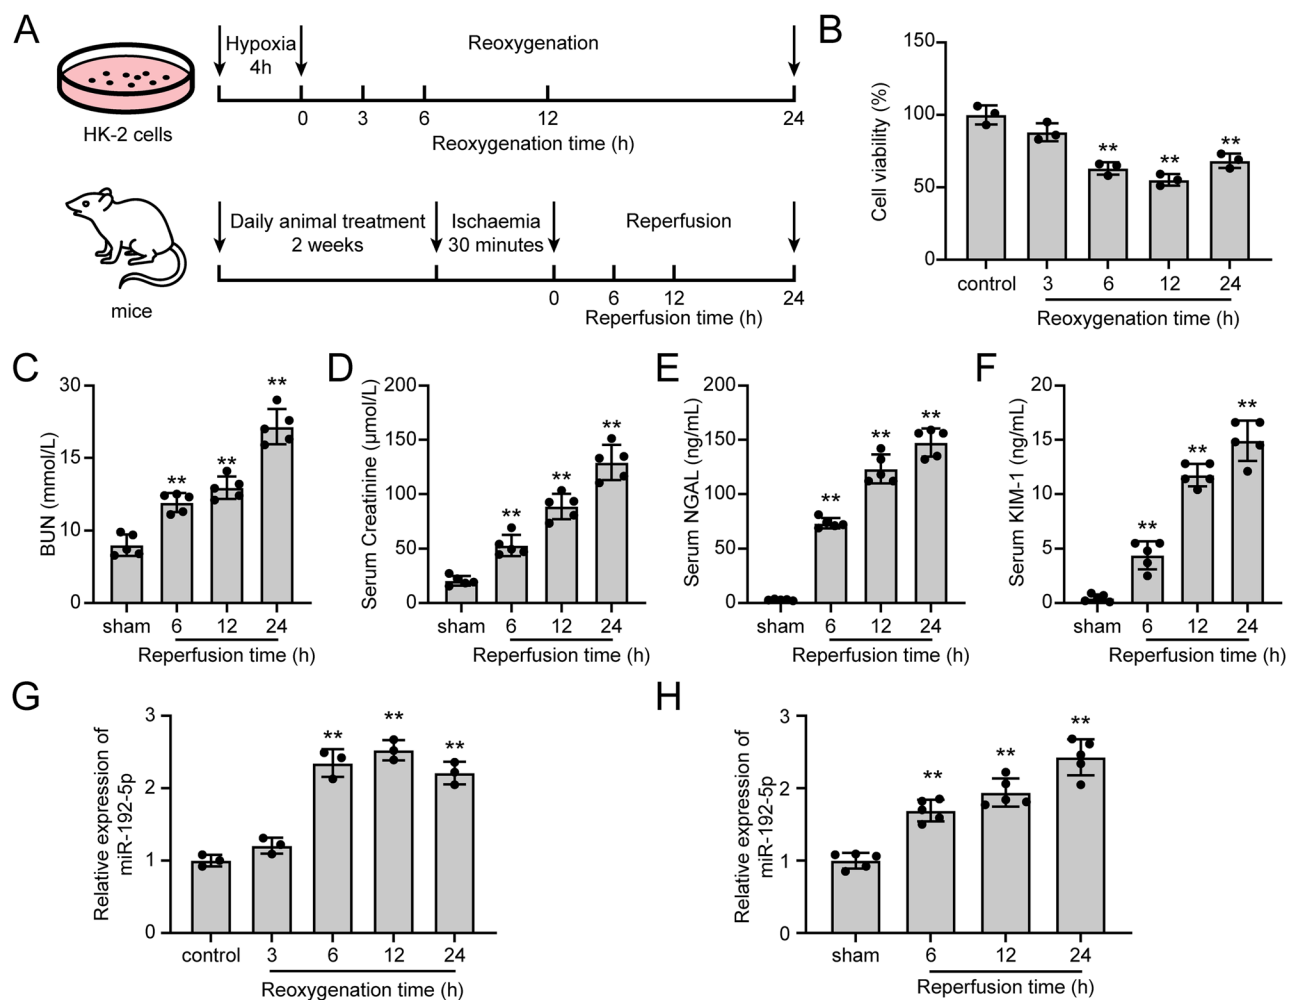 A
Hypoxia
4h
Reoxygenation
0 3 6 12 24
Reoxygenation time (h)
HK-2 cells
Daily animal treatment
2 weeks
Ischaemia
30 minutes
Reperfusion
0 6 12 24
Reperfusion time (h)
mice
B
Cell viability (%)
150
100
50
0
** ** **
control 3 6 12 24
Reoxygenation time (h)
C
BUN (mmol/L)
30
15
10
0
** ** **
sham 6 12 24
Reperfusion time (h)
D
Serum Creatinine (μmol/L)
200
150
100
50
0
** ** **
sham 6 12 24
Reperfusion time (h)
E
Serum NGAL (ng/mL)
200
150
100
50
0
** ** **
sham 6 12 24
Reperfusion time (h)
F
Serum KIM-1 (ng/mL)
20
15
10
5
0
** ** **
sham 6 12 24
Reperfusion time (h)
G
Relative expression of
miR-192-5p
3
2
1
0
** ** **
control 3 6 12 24
Reoxygenation time (h)
H
Relative expression of
miR-192-5p
3
2
1
0
** ** **
sham 6 12 24
Reperfusion time (h)